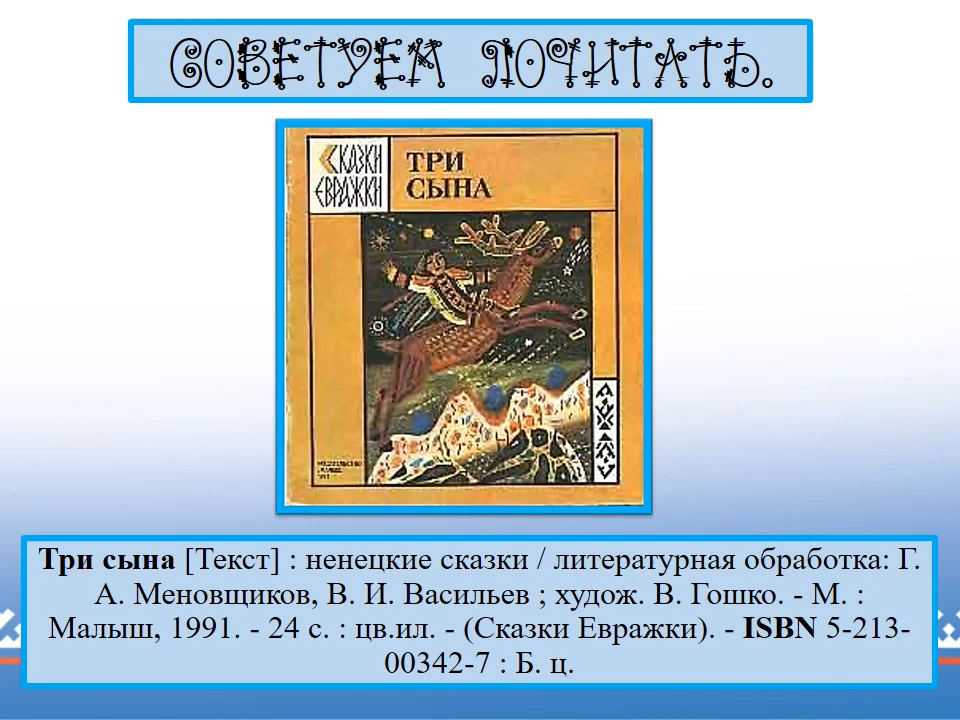 СОВЕТУЕМ ПОЧИТАТЬ.
СКАЗКИ
ЕВРАЖКИ
ТРИ
СЫНА
ИЗДАТЕЛЬСТВО
Три сына [Текст] : ненецкие сказки / литературная обработка: Г.
А. Меновщиков, В. И. Васильев ; худож. В. Гошко. - М. :
Малыш, 1991. - 24 с. : цв.ил. - (Сказки Евражки). - ISBN 5-213-
00342-7 : Б. ц.